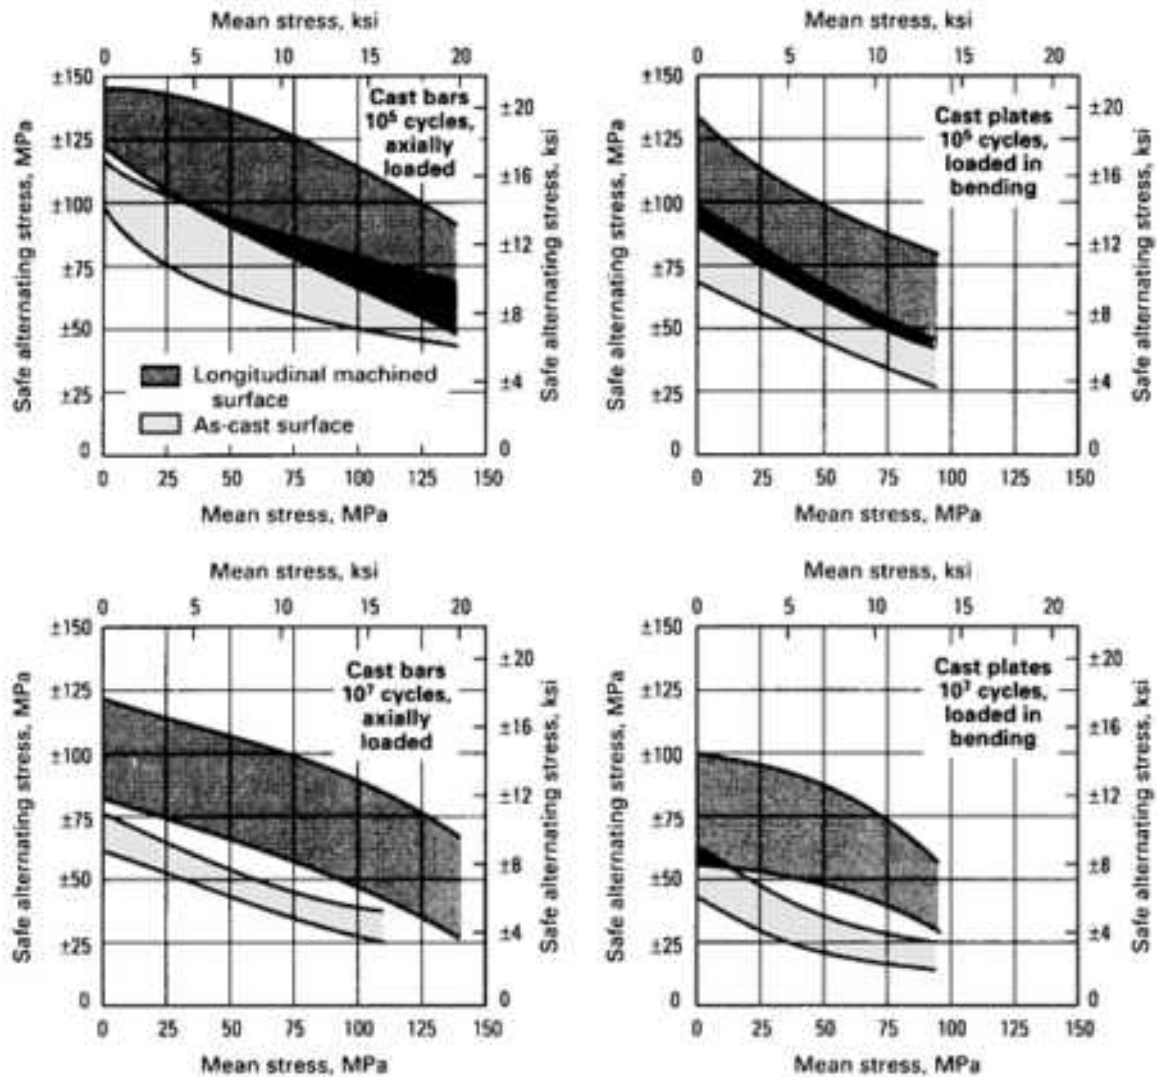 Mean stress, ksi
0 5 10 15 20
±150
±125
±100
±75
±50
±25
0
Safe alternating stress, MPa
Cast bars
10⁵ cycles,
axially
loaded
Longitudinal machined
surface
As-cast surface
±20
±16
±12
±8
±4
0
Safe alternating stress, ksi
0 25 50 75 100 125 150
Mean stress, MPa
Mean stress, ksi
0 5 10 15 20
±150
±125
±100
±75
±50
±25
0
Safe alternating stress, MPa
Cast plates
10⁵ cycles,
loaded in
bending
±20
±16
±12
±8
±4
0
Safe alternating stress, ksi
0 25 50 75 100 125 150
Mean stress, MPa
Mean stress, ksi
0 5 10 15 20
±150
±125
±100
±75
±50
±25
0
Safe alternating stress, MPa
Cast bars
10⁷ cycles,
axially
loaded
±20
±16
±12
±8
±4
0
Safe alternating stress, ksi
0 25 50 75 100 125 150
Mean stress, MPa
Mean stress, ksi
0 5 10 15 20
±150
±125
±100
±75
±50
±25
0
Safe alternating stress, MPa
Cast plates
10⁷ cycles,
loaded in
bending
±20
±16
±12
±8
±4
0
Safe alternating stress, ksi
0 25 50 75 100 125 150
Mean stress, MPa